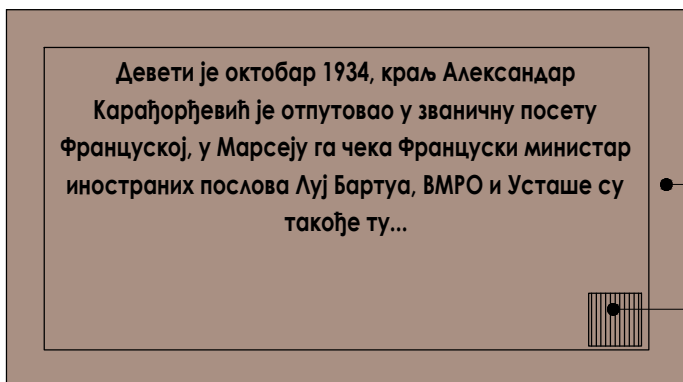 Девети је октобар 1934, краљ Александар
Карађорђевић је отпутовао у званичну посету
Француској, у Марсеју га чека Француски министар
иностраних послова Луј Бартуа, ВМРО и Усташе су
такође ту...